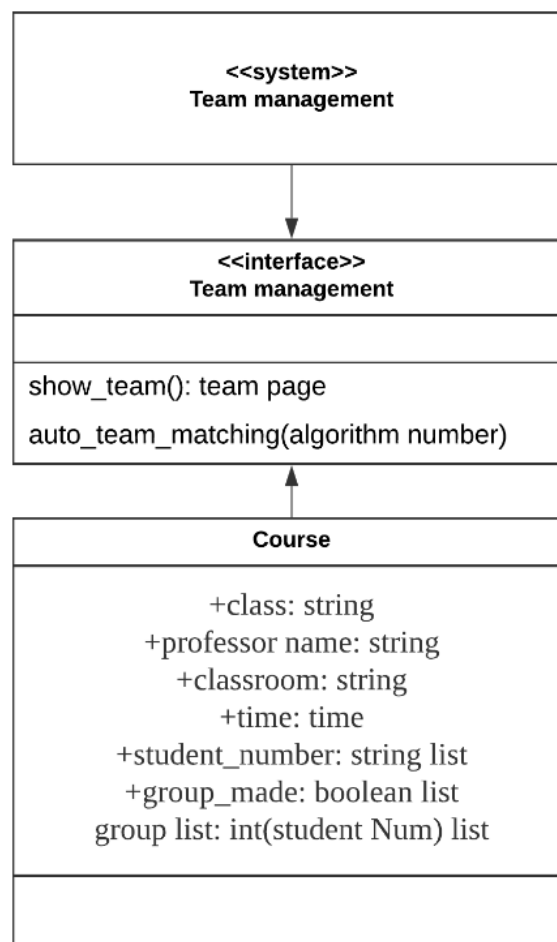 <<system>>
Team management
<<interface>>
Team management
show_team(): team page
auto_team_matching(algorithm number)
Course
+class: string
+professor name: string
+classroom: string
+time: time
+student_number: string list
+group_made: boolean list
group list: int(student Num) list